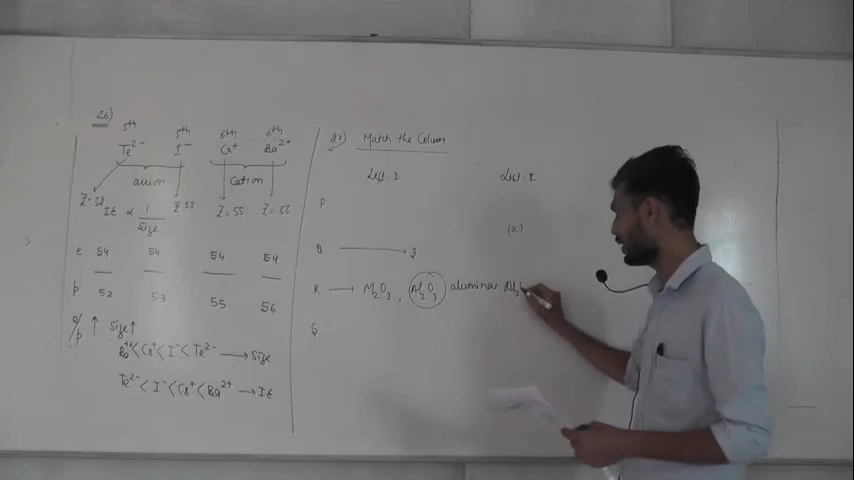 26)
5th 5th 6th 6th
Te²⁻ I⁻ Cs⁺ Ba²⁺
anion Cation
Z=52 IE ∝ 1/Size Z=53 Z=55 Z=56
e 54 54 54 54
p 52 53 55 56
e/p ↑ Size ↑
Ba²⁺ < Cs⁺ < I⁻ < Te²⁻ → Size
Te²⁻ < I⁻ < Cs⁺ < Ba²⁺ → IE
27) Match the Column
List-I List-II
P
(a)
Q → 3
R → M₂O₃, Al₂O₃ alumina Al₂
S